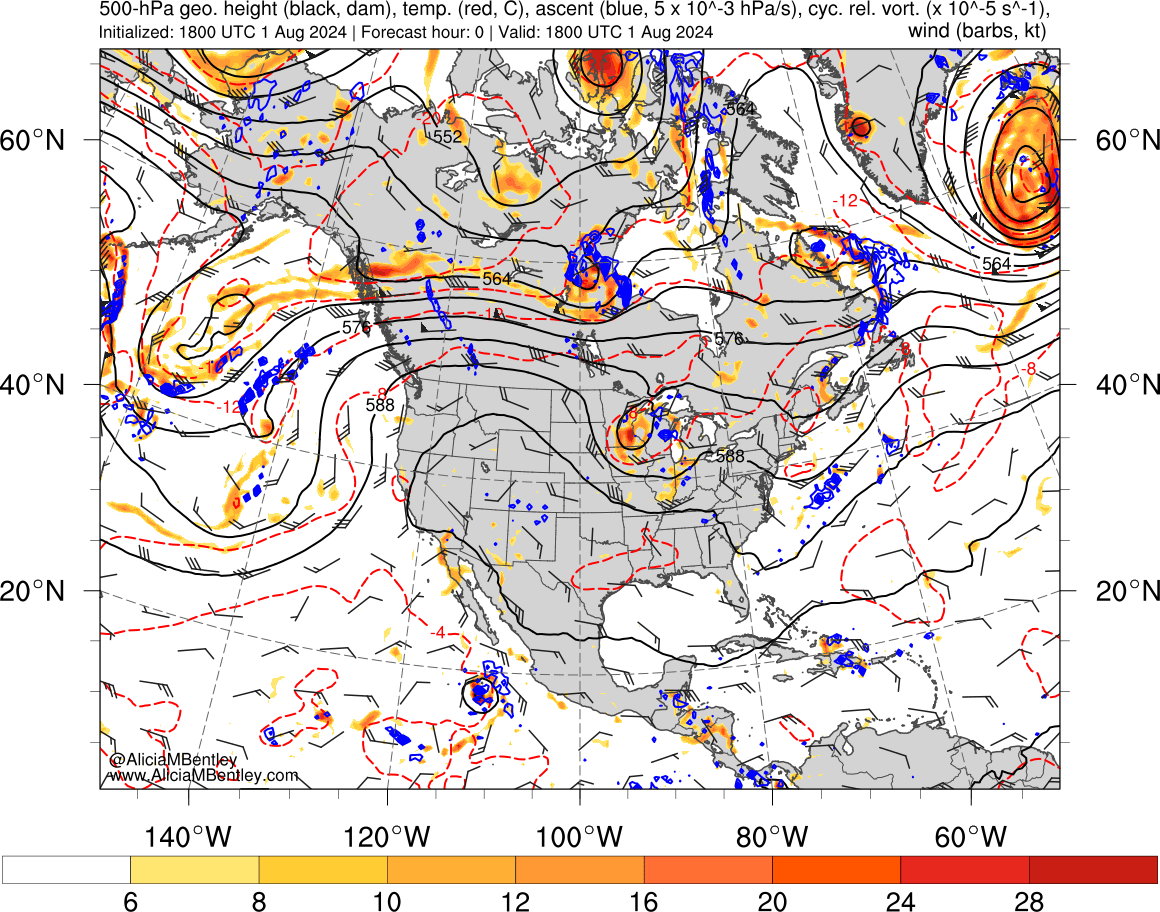 500-hPa geo. height (black, dam), temp. (red, C), ascent (blue, 5 x 10^-3 hPa/s), cyc. rel. vort. (x 10^-5 s^-1),
Initialized: 1800 UTC 1 Aug 2024 | Forecast hour: 0 | Valid: 1800 UTC 1 Aug 2024 wind (barbs, kt)
564
60°N 552 60°N
-12
564
564
576
576
-8
40°N 40°N
-12 -8
588
588
20°N 20°N
-4
@AliciaMBentley
www.AliciaMBentley.com
140°W 120°W 100°W 80°W 60°W
6 8 10 12 16 20 24 28